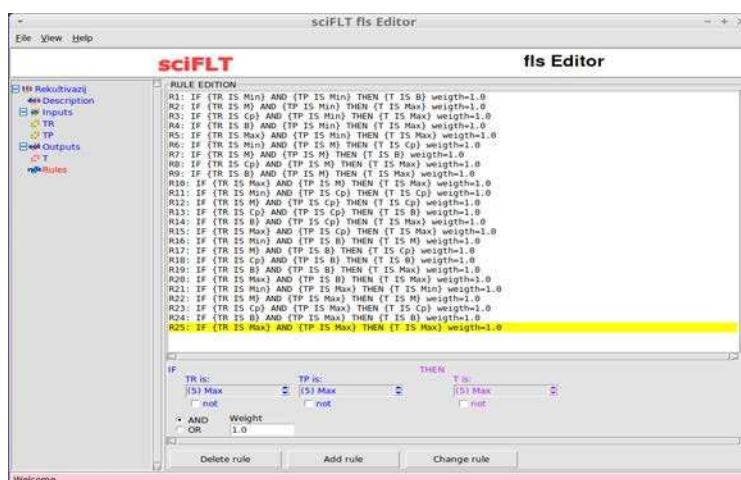 sciFLT fls Editor
File View Help
sciFLT
fls Editor
Rekultivazij
Description
Inputs
TR
TP
Outputs
T
Rules
RULE EDITION
R1: IF {TR IS Min} AND {TP IS Min} THEN {T IS B} weigth=1.0
R2: IF {TR IS M} AND {TP IS Min} THEN {T IS Max} weigth=1.0
R3: IF {TR IS Cp} AND {TP IS Min} THEN {T IS Max} weigth=1.0
R4: IF {TR IS B} AND {TP IS Min} THEN {T IS Max} weigth=1.0
R5: IF {TR IS Max} AND {TP IS Min} THEN {T IS Max} weigth=1.0
R6: IF {TR IS Min} AND {TP IS M} THEN {T IS Cp} weigth=1.0
R7: IF {TR IS M} AND {TP IS M} THEN {T IS B} weigth=1.0
R8: IF {TR IS Cp} AND {TP IS M} THEN {T IS Max} weigth=1.0
R9: IF {TR IS B} AND {TP IS M} THEN {T IS Max} weigth=1.0
R10: IF {TR IS Max} AND {TP IS M} THEN {T IS Max} weigth=1.0
R11: IF {TR IS Min} AND {TP IS Cp} THEN {T IS Cp} weigth=1.0
R12: IF {TR IS M} AND {TP IS Cp} THEN {T IS Cp} weigth=1.0
R13: IF {TR IS Cp} AND {TP IS Cp} THEN {T IS B} weigth=1.0
R14: IF {TR IS B} AND {TP IS Cp} THEN {T IS Max} weigth=1.0
R15: IF {TR IS Max} AND {TP IS Cp} THEN {T IS Max} weigth=1.0
R16: IF {TR IS Min} AND {TP IS B} THEN {T IS M} weigth=1.0
R17: IF {TR IS M} AND {TP IS B} THEN {T IS Cp} weigth=1.0
R18: IF {TR IS Cp} AND {TP IS B} THEN {T IS B} weigth=1.0
R19: IF {TR IS B} AND {TP IS B} THEN {T IS Max} weigth=1.0
R20: IF {TR IS Max} AND {TP IS B} THEN {T IS Max} weigth=1.0
R21: IF {TR IS Min} AND {TP IS Max} THEN {T IS Min} weigth=1.0
R22: IF {TR IS M} AND {TP IS Max} THEN {T IS M} weigth=1.0
R23: IF {TR IS Cp} AND {TP IS Max} THEN {T IS Cp} weigth=1.0
R24: IF {TR IS B} AND {TP IS Max} THEN {T IS B} weigth=1.0
R25: IF {TR IS Max} AND {TP IS Max} THEN {T IS Max} weigth=1.0
IF THEN
TR is: TP is: T is:
(5) Max (5) Max (5) Max
not not not
AND Weight
OR 1.0
Delete rule Add rule Change rule
Welcome